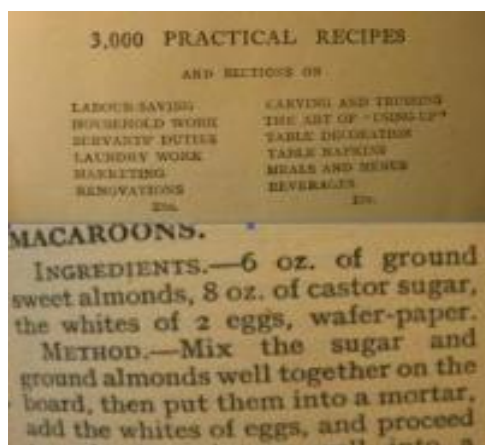 3,000 PRACTICAL RECIPES
AND SECTIONS ON
LABOUR-SAVING
HOUSEHOLD WORK
SERVANTS' DUTIES
LAUNDRY WORK
MARKETING
RENOVATIONS
Etc.
CARVING AND TRUSSING
THE ART OF "USING-UP"
TABLE DECORATION
TABLE NAPKINS
MEALS AND MENUS
BEVERAGES
Etc.
MACAROONS.
INGREDIENTS.—6 oz. of ground
sweet almonds, 8 oz. of castor sugar,
the whites of 2 eggs, wafer-paper.
METHOD.—Mix the sugar and
ground almonds well together on the
board, then put them into a mortar,
add the whites of eggs, and proceed